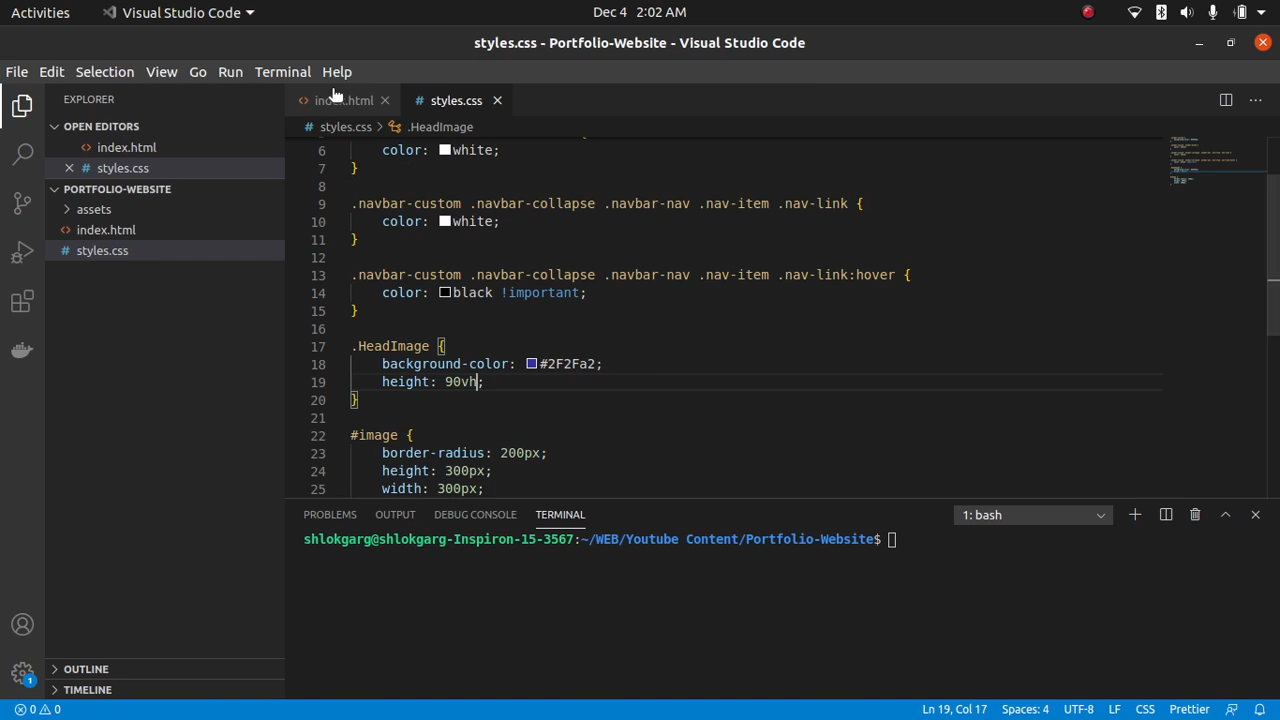 Activities
Visual Studio Code
Dec 4 2:02 AM
styles.css - Portfolio-Website - Visual Studio Code
File Edit Selection View Go Run Terminal Help
EXPLORER
OPEN EDITORS
index.html
# styles.css
PORTFOLIO-WEBSITE
assets
index.html
# styles.css
OUTLINE
TIMELINE
index.html
# styles.css
# styles.css > .HeadImage
6 color: white;
7 }
8
9 .navbar-custom .navbar-collapse .navbar-nav .nav-item .nav-link {
10 color: white;
11 }
12
13 .navbar-custom .navbar-collapse .navbar-nav .nav-item .nav-link:hover {
14 color: black !important;
15 }
16
17 .HeadImage {
18 background-color: #2F2Fa2;
19 height: 90vh;
20 }
21
22 #image {
23 border-radius: 200px;
24 height: 300px;
25 width: 300px;
PROBLEMS OUTPUT DEBUG CONSOLE TERMINAL
1: bash
shlokgarg@shlokgarg-Inspiron-15-3567:~/WEB/Youtube Content/Portfolio-Website$
1
0 0
Ln 19, Col 17 Spaces: 4 UTF-8 LF CSS Prettier